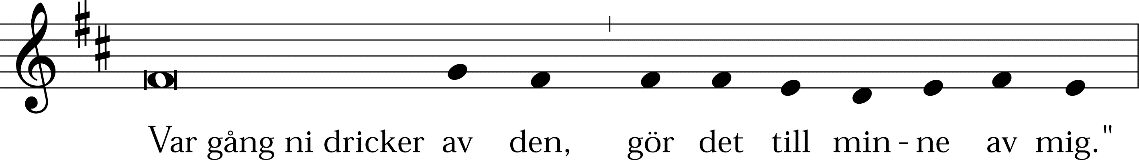 Var gång ni dricker av den, gör det till min - ne av mig."